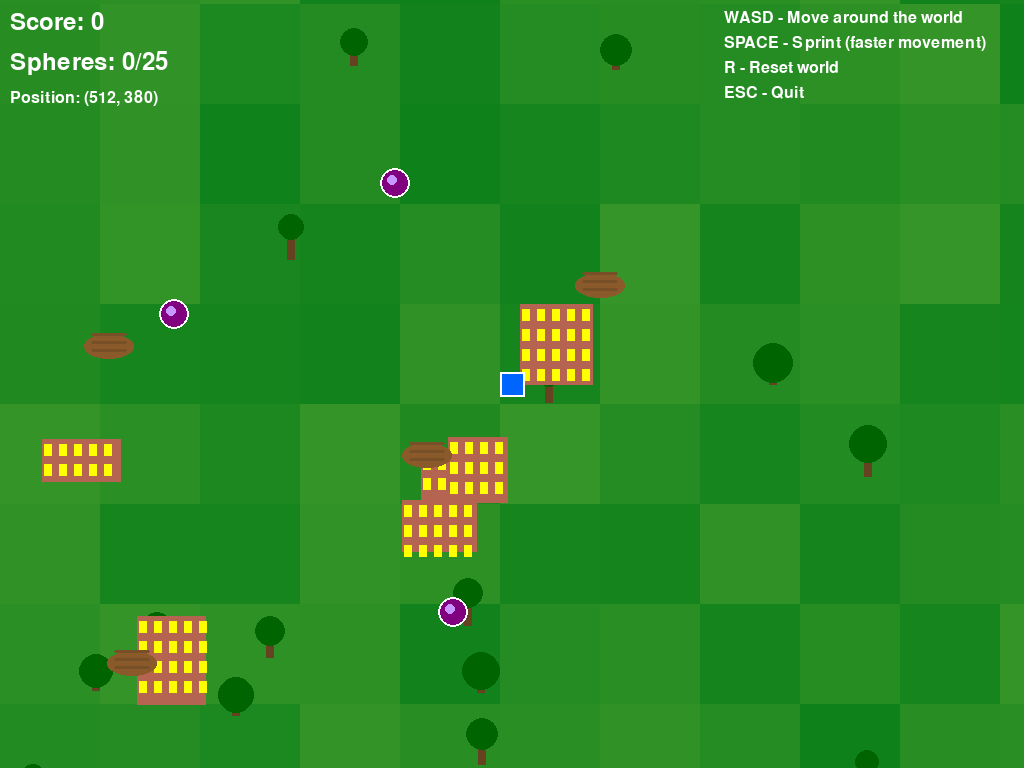 Score: 0
Spheres: 0/25
Position: (512, 380)
WASD - Move around the world
SPACE - Sprint (faster movement)
R - Reset world
ESC - Quit